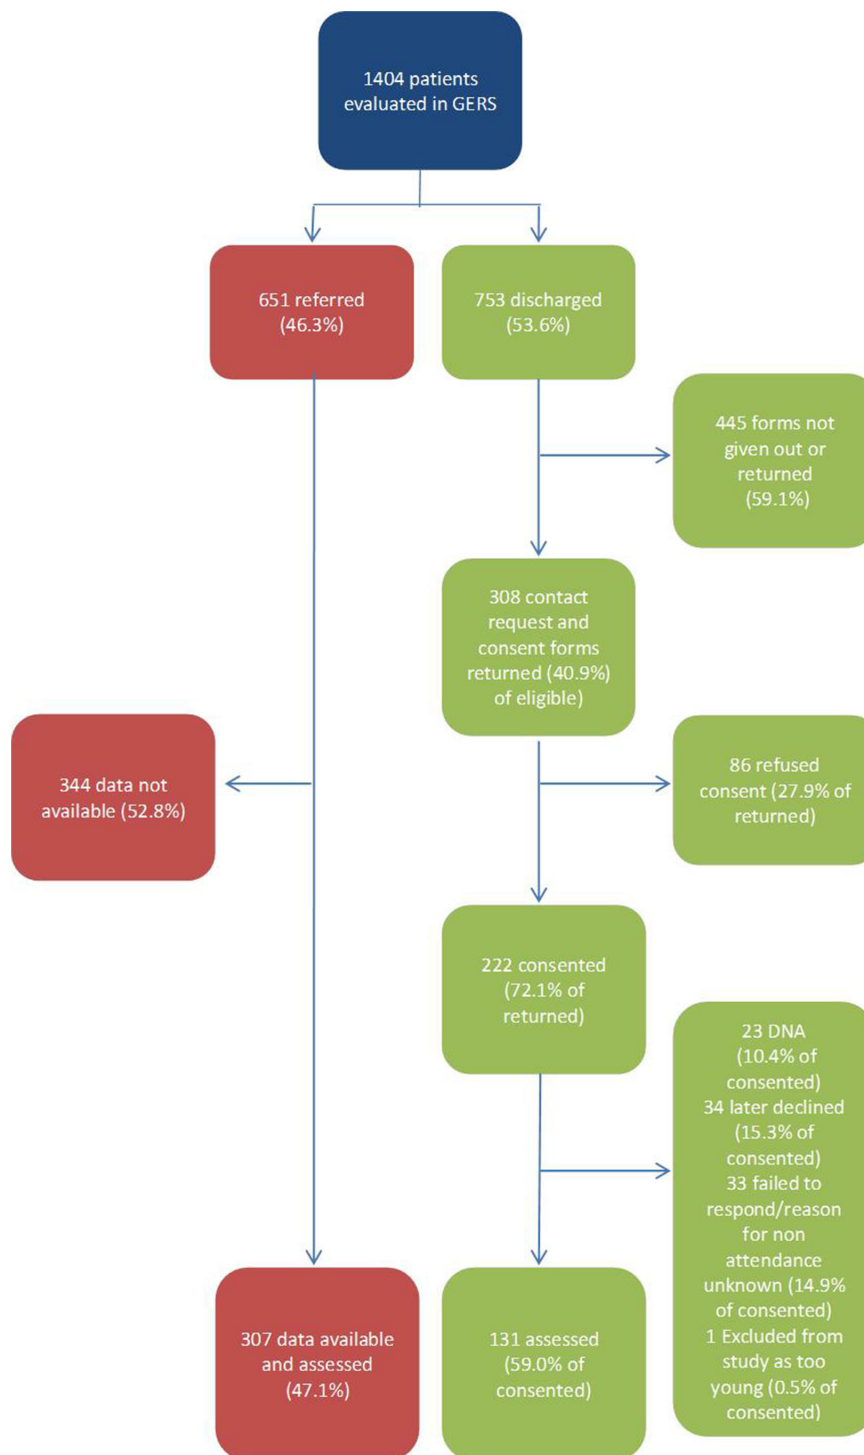 1404 patients
evaluated in GERS
651 referred
(46.3%)
753 discharged
(53.6%)
445 forms not
given out or
returned
(59.1%)
308 contact
request and
consent forms
returned (40.9%)
of eligible)
344 data not
available (52.8%)
86 refused
consent (27.9% of
returned)
222 consented
(72.1% of
returned)
23 DNA
(10.4% of
consented)
34 later declined
(15.3% of
consented)
33 failed to
respond/reason
for non
attendance
unknown (14.9%
of consented)
1 Excluded from
study as too
young (0.5% of
consented)
307 data available
and assessed
(47.1%)
131 assessed
(59.0% of
consented)